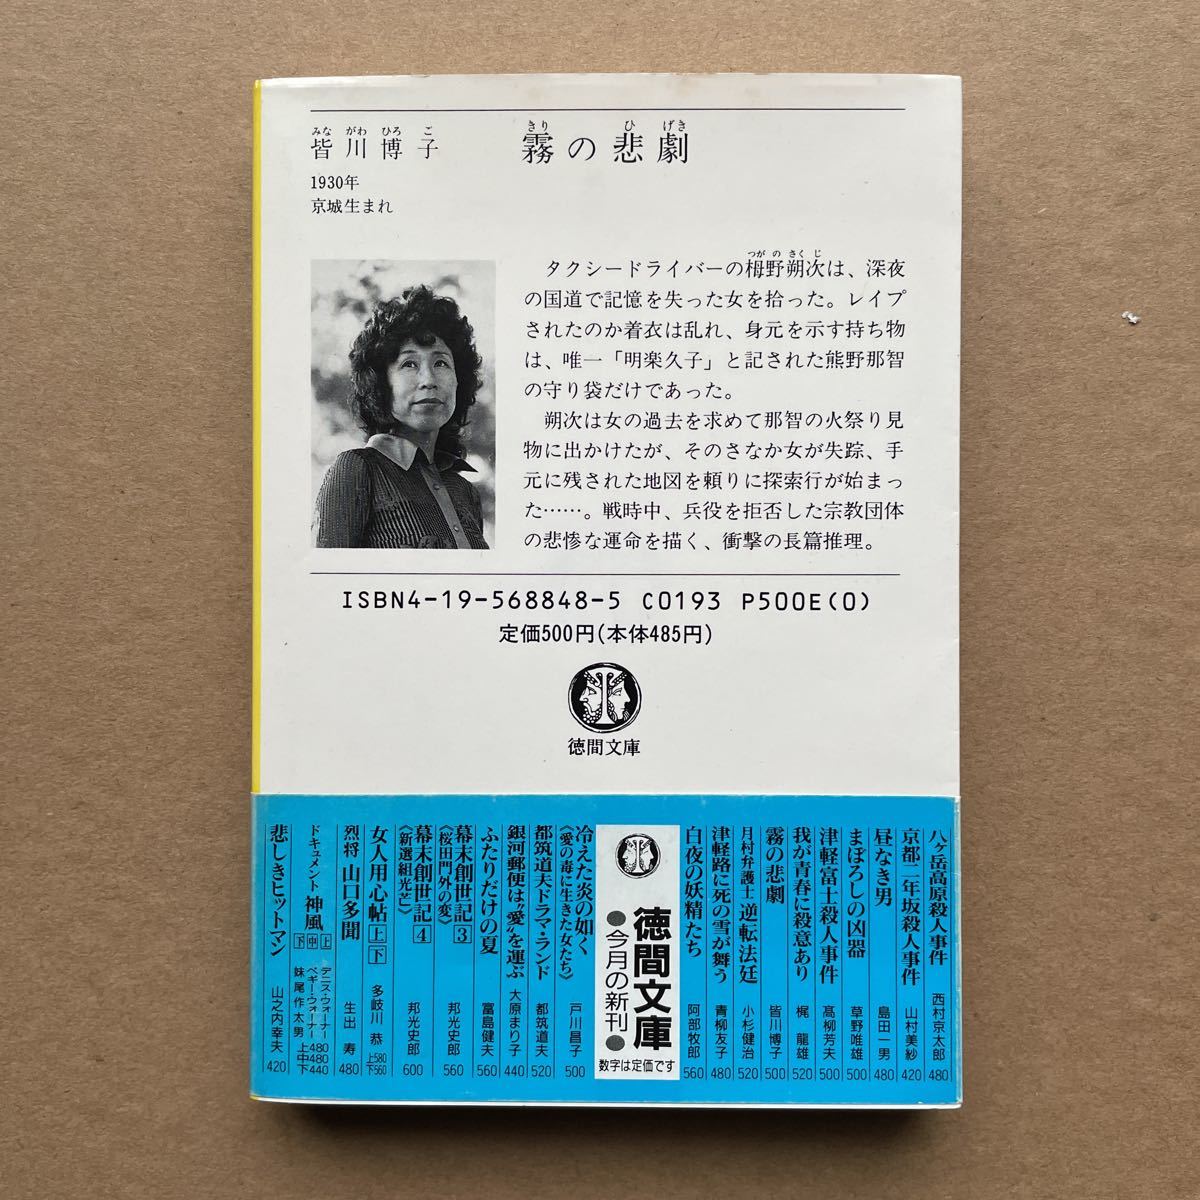 みながわひろこ
皆川博子
きり ひげき
霧の悲劇
1930年
京城生まれ
つがのさくじ
タクシードライバーの栂野朔次は、深夜
の国道で記憶を失った女を拾った。レイプ
されたのか着衣は乱れ、身元を示す持ち物
は、唯一「明楽久子」と記された熊野那智
の守り袋だけであった。
朔次は女の過去を求めて那智の火祭り見
物に出かけたが、そのさなか女が失踪、手
元に残された地図を頼りに探索行が始まっ
た……。戦時中、兵役を拒否した宗教団体
の悲惨な運命を描く、衝撃の長篇推理。
ISBN4-19-568848-5 C0193 P500E(0)
定価500円(本体485円)
徳間文庫
八ヶ岳高原殺人事件 西村京太郎 480
京都二年坂殺人事件 山村美紗 420
昼なき男 島田一男 480
まぼろしの凶器 草野唯雄 500
津軽富士殺人事件 高柳芳夫 500
我が青春に殺意あり 梶龍雄 520
霧の悲劇 皆川博子 500
月村弁護士 逆転法廷 小杉健治 520
津軽路に死の雪が舞う 青柳友子 480
白夜の妖精たち 阿部牧郎 560
徳間文庫
●今月の新刊●
数字は定価です
冷えた炎の如く
《愛の毒に生きた女たち》 戸川昌子 500
都筑道夫ドラマ・ランド 都筑道夫 520
銀河郵便は〝愛〟を運ぶ 大原まり子 440
ふたりだけの夏 富島健夫 560
幕末創世記3
《桜田門外の変》 邦光史郎 560
幕末創世記4
《新選組光芒》 邦光史郎 600
女人用心帖 上・下 多岐川恭 上580 下560
烈将 山口多聞 生出寿 480
ドキュメント 神風 上中下 デニス・ウォーナー ペギー・ウォーナー 妹尾作太男 上480 中480 下440
悲しきヒットマン 山之内幸夫 420